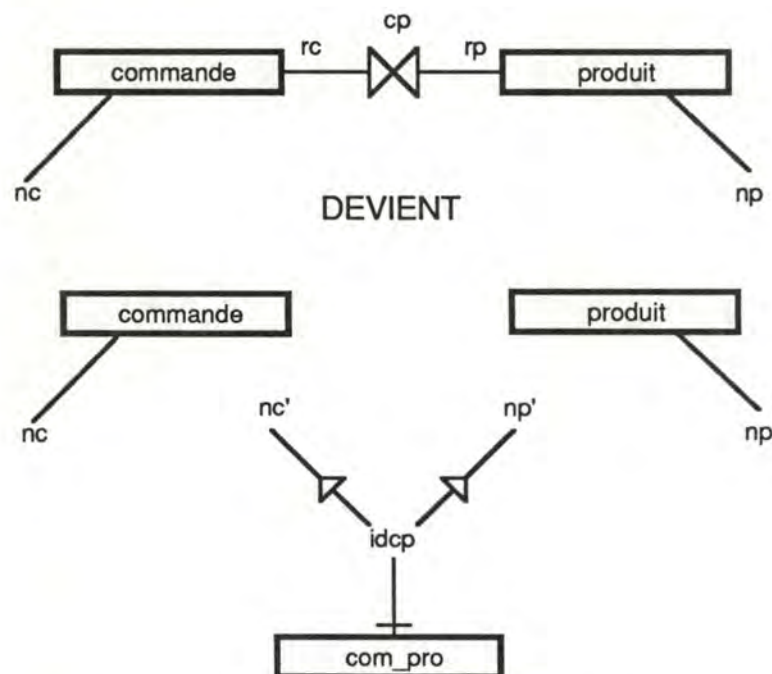 cp
rc rp
commande produit
nc np
DEVIENT
commande produit
nc' np'
nc np
idcp
com_pro